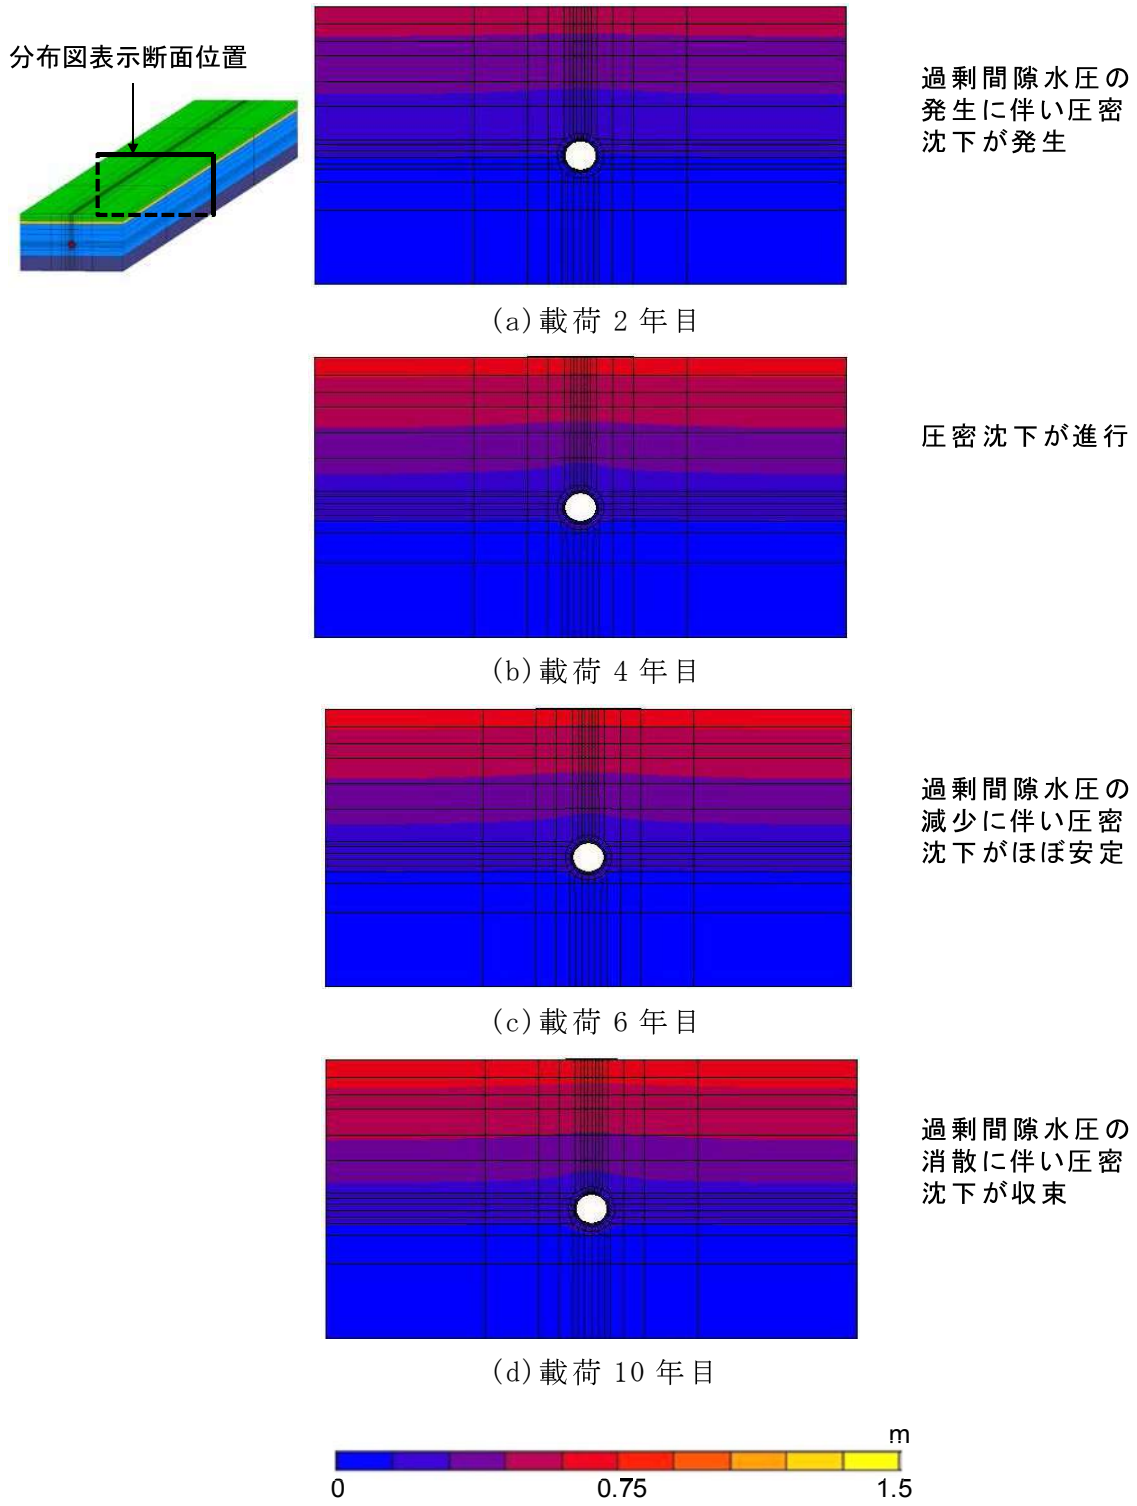 分布図表示断面位置
過剰間隙水圧の
発生に伴い圧密
沈下が発生
(a)載荷 2 年目
圧密沈下が進行
(b)載荷 4 年目
過剰間隙水圧の
減少に伴い圧密
沈下がほぼ安定
(c)載荷 6 年目
過剰間隙水圧の
消散に伴い圧密
沈下が収束
(d)載荷 10 年目
m
0 0.75 1.5